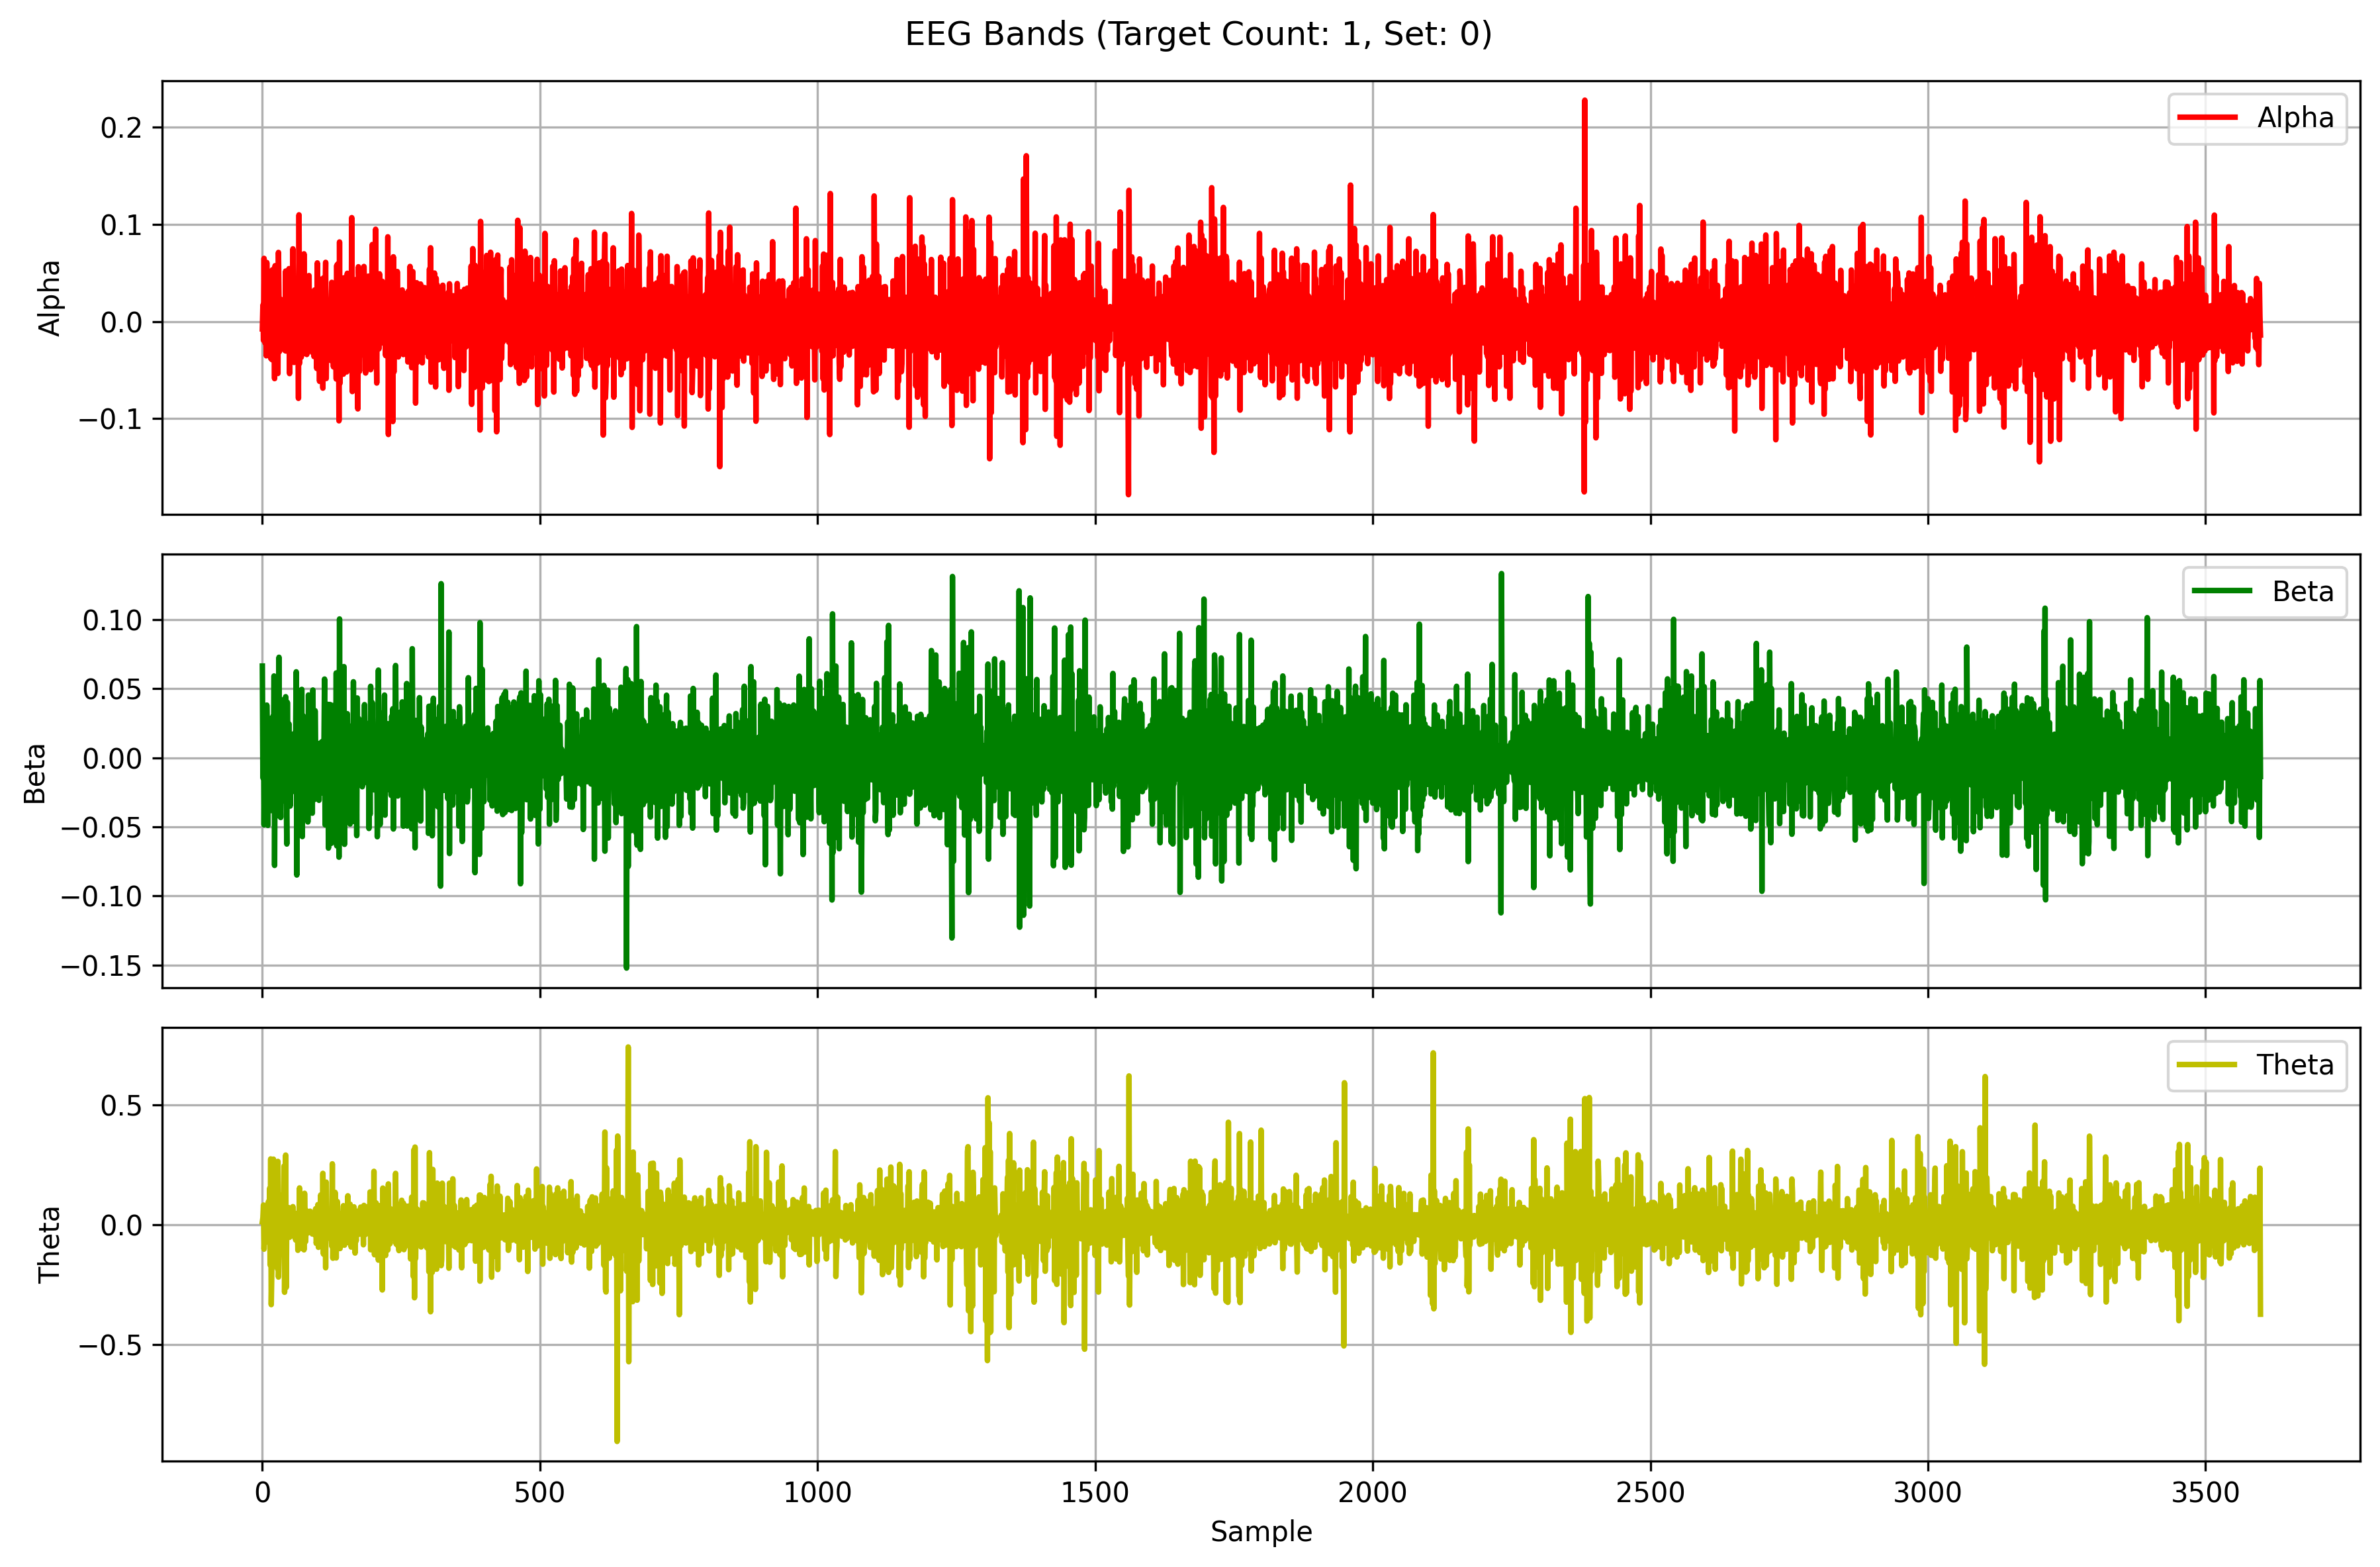 EEG Bands (Target Count: 1, Set: 0)
Alpha
0.2
0.1
0.0
−0.1
Alpha
Beta
0.10
0.05
0.00
−0.05
−0.10
−0.15
Beta
Theta
0.5
0.0
−0.5
Theta
0 500 1000 1500 2000 2500 3000 3500
Sample